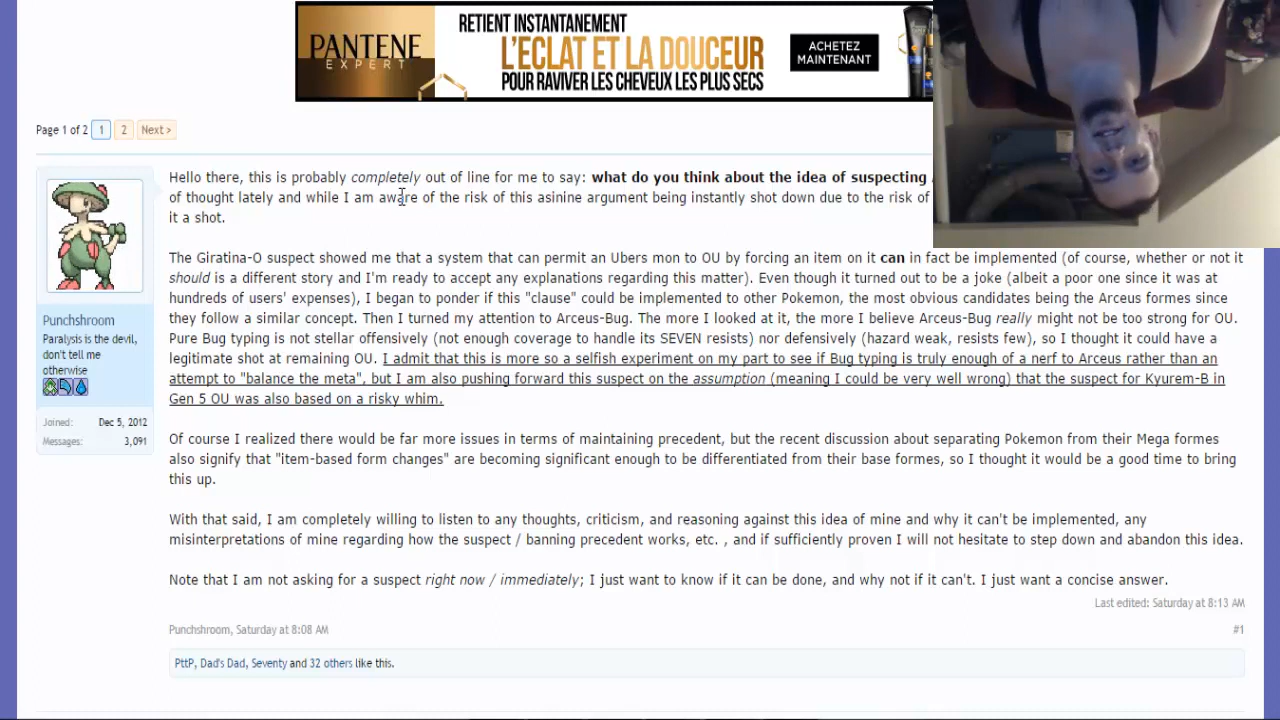 RETIENT INSTANTANEMENT
PANTENE
EXPERT
L'ECLAT ET LA DOUCEUR
POUR RAVIVER LES CHEVEUX LES PLUS SECS
ACHETEZ
MAINTENANT
Page 1 of 2 1 2 Next >
Hello there, this is probably completely out of line for me to say: what do you think about the idea of suspecting
of thought lately and while I am aware of the risk of this asinine argument being instantly shot down due to the risk of
it a shot.
The Giratina-O suspect showed me that a system that can permit an Ubers mon to OU by forcing an item on it can in fact be implemented (of course, whether or not it
should is a different story and I'm ready to accept any explanations regarding this matter). Even though it turned out to be a joke (albeit a poor one since it was at
hundreds of users' expenses), I began to ponder if this "clause" could be implemented to other Pokemon, the most obvious candidates being the Arceus formes since
they follow a similar concept. Then I turned my attention to Arceus-Bug. The more I looked at it, the more I believe Arceus-Bug really might not be too strong for OU.
Pure Bug typing is not stellar offensively (not enough coverage to handle its SEVEN resists) nor defensively (hazard weak, resists few), so I thought it could have a
legitimate shot at remaining OU. I admit that this is more so a selfish experiment on my part to see if Bug typing is truly enough of a nerf to Arceus rather than an
attempt to "balance the meta", but I am also pushing forward this suspect on the assumption (meaning I could be very well wrong) that the suspect for Kyurem-B in
Gen 5 OU was also based on a risky whim.
Of course I realized there would be far more issues in terms of maintaining precedent, but the recent discussion about separating Pokemon from their Mega formes
also signify that "item-based form changes" are becoming significant enough to be differentiated from their base formes, so I thought it would be a good time to bring
this up.
With that said, I am completely willing to listen to any thoughts, criticism, and reasoning against this idea of mine and why it can't be implemented, any
misinterpretations of mine regarding how the suspect / banning precedent works, etc. , and if sufficiently proven I will not hesitate to step down and abandon this idea.
Note that I am not asking for a suspect right now / immediately; I just want to know if it can be done, and why not if it can't. I just want a concise answer.
Last edited: Saturday at 8:13 AM
Punchshroom, Saturday at 8:08 AM
#1
PttP, Dad's Dad, Seventy and 32 others like this.
Punchshroom
Paralysis is the devil,
don't tell me
otherwise
Joined: Dec 5, 2012
Messages: 3,091